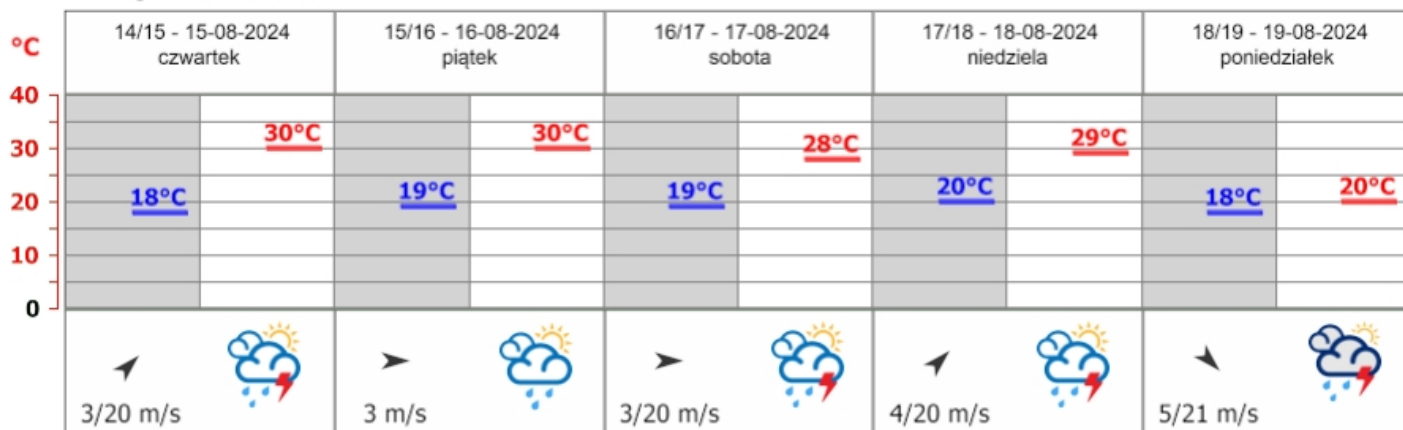 14/15 - 15-08-2024
czwartek
15/16 - 16-08-2024
piątek
16/17 - 17-08-2024
sobota
17/18 - 18-08-2024
niedziela
18/19 - 19-08-2024
poniedziałek
°C
40
30
20
10
0
18°C 30°C
19°C 30°C
19°C 28°C
20°C 29°C
18°C 20°C
3/20 m/s
3 m/s
3/20 m/s
4/20 m/s
5/21 m/s